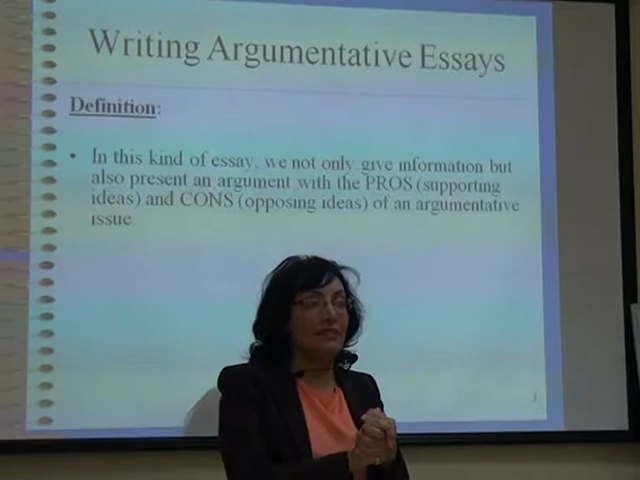 Writing Argumentative Essays
Definition:
• In this kind of essay, we not only give information but
also present an argument with the PROS (supporting
ideas) and CONS (opposing ideas) of an argumentative
issue